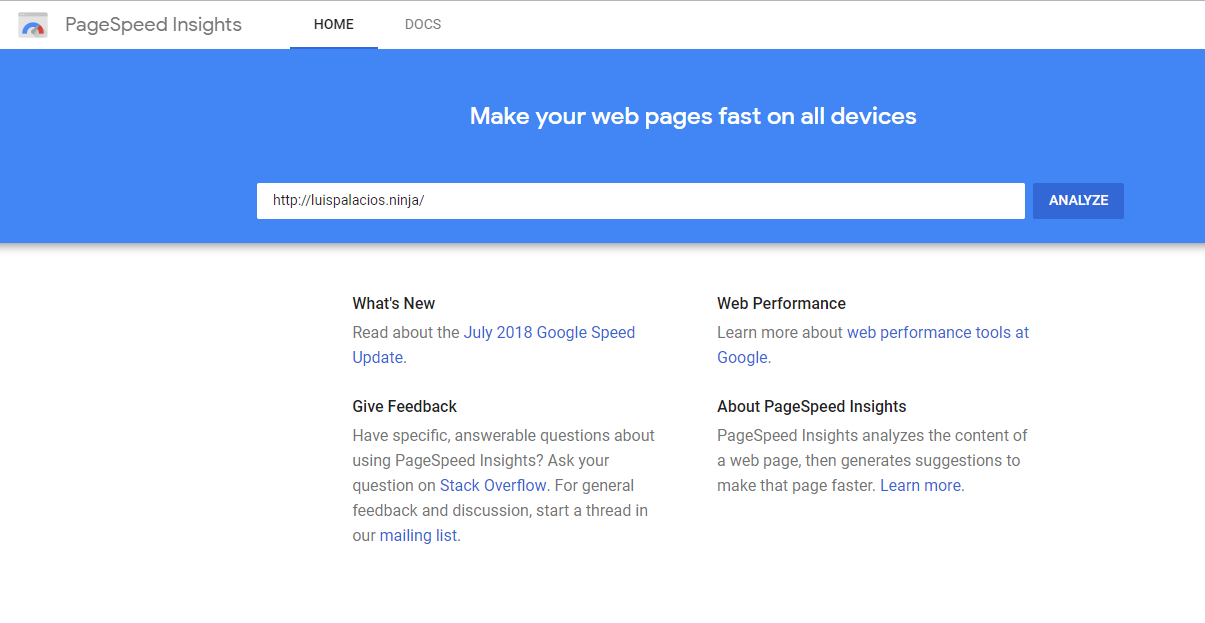 PageSpeed Insights
HOME
DOCS
Make your web pages fast on all devices
http://luispalacios.ninja/
ANALYZE
What's New
Read about the July 2018 Google Speed
Update.
Give Feedback
Have specific, answerable questions about
using PageSpeed Insights? Ask your
question on Stack Overflow. For general
feedback and discussion, start a thread in
our mailing list.
Web Performance
Learn more about web performance tools at
Google.
About PageSpeed Insights
PageSpeed Insights analyzes the content of
a web page, then generates suggestions to
make that page faster. Learn more.